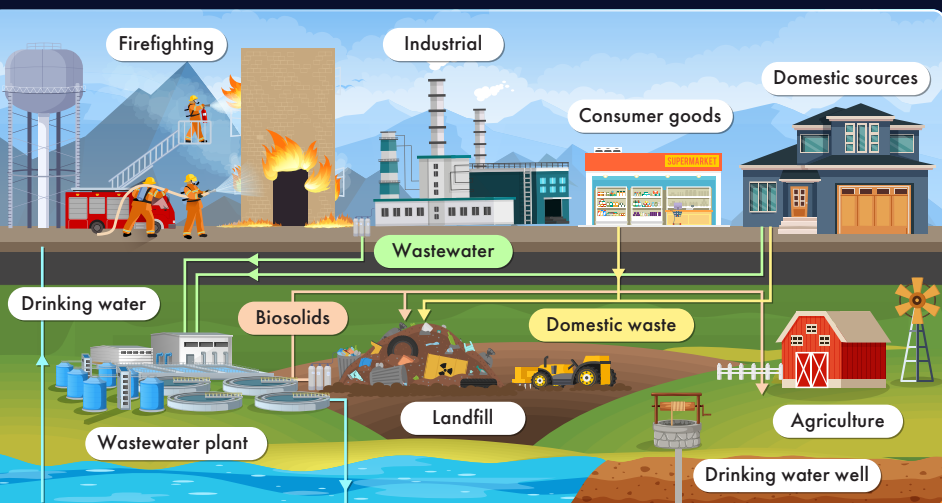 Firefighting
Industrial
Domestic sources
Consumer goods
SUPERMARKET
Wastewater
Drinking water
Biosolids
Domestic waste
Landfill
Agriculture
Wastewater plant
Drinking water well